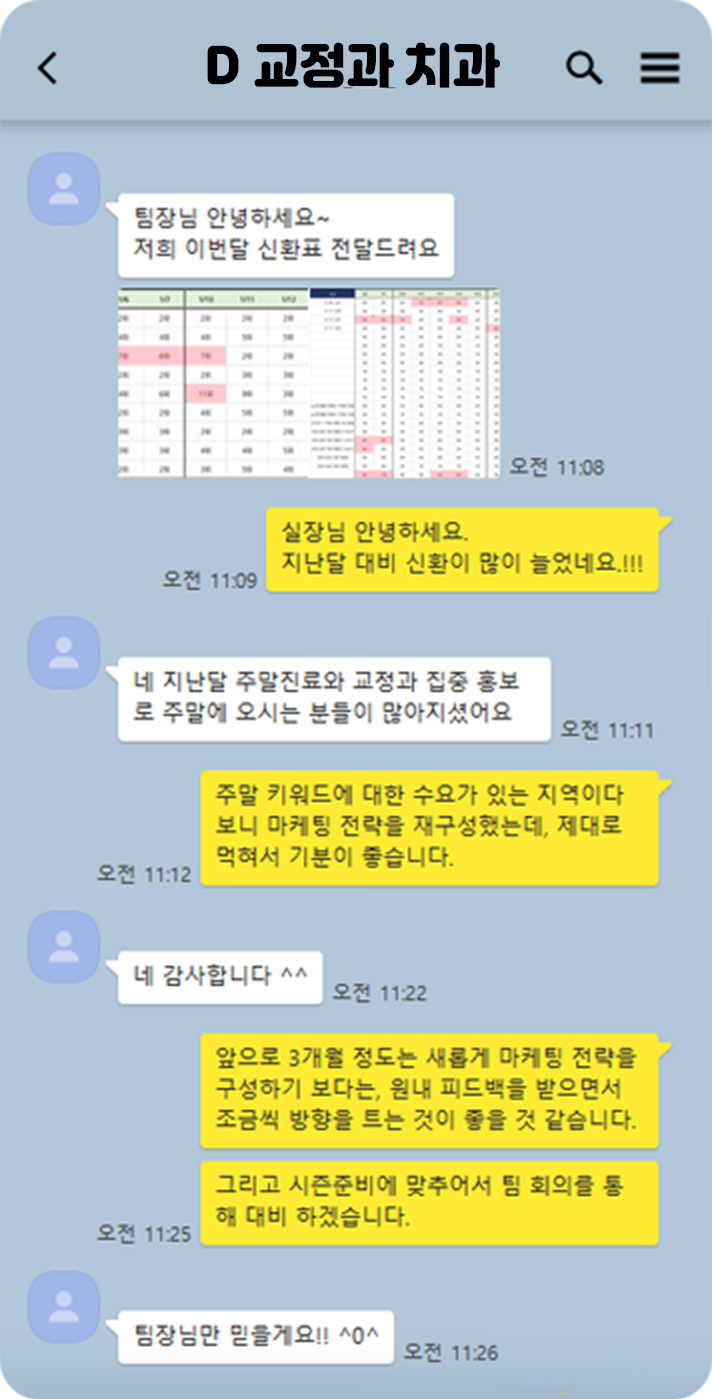 D 교정과 치과
팀장님 안녕하세요~
저희 이번달 신환표 전달드려요
5/7 5/10 5/11 5/12
오전 11:08
실장님 안녕하세요.
지난달 대비 신환이 많이 늘었네요.!!!
오전 11:09
네 지난달 주말진료와 교정과 집중 홍보
로 주말에 오시는 분들이 많아지셨어요
오전 11:11
주말 키워드에 대한 수요가 있는 지역이다
보니 마케팅 전략을 재구성했는데, 제대로
먹혀서 기분이 좋습니다.
오전 11:12
네 감사합니다 ^^
오전 11:22
앞으로 3개월 정도는 새롭게 마케팅 전략을
구성하기 보다는, 원내 피드백을 받으면서
조금씩 방향을 트는 것이 좋을 것 같습니다.
그리고 시즌준비에 맞추어서 팀 회의를 통
해 대비 하겠습니다.
오전 11:25
팀장님만 믿을게요!! ^0^
오전 11:26